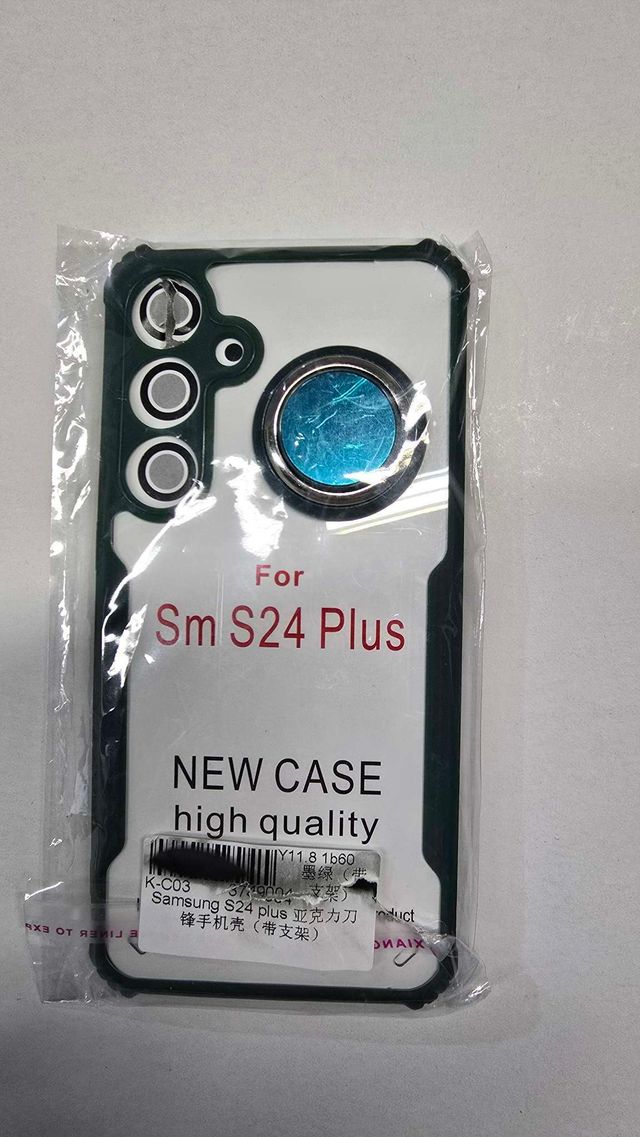 For
Sm S24 Plus
NEW CASE
high quality
Y11.8 1b60
墨绿（带
K-C03
支架）
Samsung S24 plus 亚克力刀
锋手机壳（带支架）